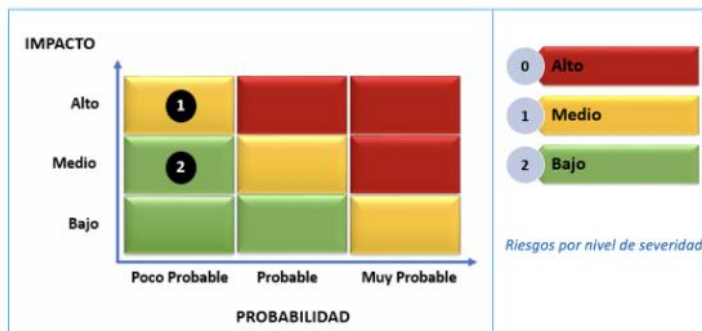 IMPACTO
Alto
1
Medio
2
Bajo
Poco Probable Probable Muy Probable
PROBABILIDAD
0 Alto
1 Medio
2 Bajo
Riesgos por nivel de severidad